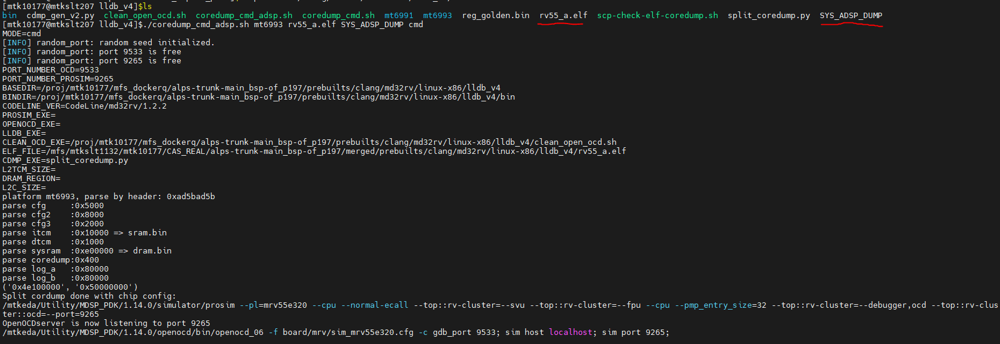 [mtk10177@mtkslt207 lldb_v4]$ls
bin  cdmp_gen_v2.py  clean_open_ocd.sh  coredump_cmd_adsp.sh  coredump_cmd.sh  mt6991  mt6993  reg_golden.bin  rv55_a.elf  scp-check-elf-coredump.sh  split_coredump.py  SYS_ADSP_DUMP
[mtk10177@mtkslt207 lldb_v4]$./coredump_cmd_adsp.sh mt6993 rv55_a.elf SYS_ADSP_DUMP cmd
MODE=cmd
[INFO] random_port: random seed initialized.
[INFO] random_port: port 9533 is free
[INFO] random_port: port 9265 is free
PORT_NUMBER_OCD=9533
PORT_NUMBER_PROSIM=9265
BASEDIR=/proj/mtk10177/mfs_dockerq/alps-trunk-main_bsp-of_p197/prebuilts/clang/md32rv/linux-x86/lldb_v4
BINDIR=/proj/mtk10177/mfs_dockerq/alps-trunk-main_bsp-of_p197/prebuilts/clang/md32rv/linux-x86/lldb_v4/bin
CODELINE_VER=CodeLine/md32rv/1.2.2
PROSIM_EXE=
OPENOCD_EXE=
LLDB_EXE=
CLEAN_OCD_EXE=/proj/mtk10177/mfs_dockerq/alps-trunk-main_bsp-of_p197/prebuilts/clang/md32rv/linux-x86/lldb_v4/clean_open_ocd.sh
ELF_FILE=/mfs/mtkslt1132/mtk10177/CAS_REAL/alps-trunk-main_bsp-of_p197/merged/prebuilts/clang/md32rv/linux-x86/lldb_v4/rv55_a.elf
CDMP_EXE=split_coredump.py
L2TCM_SIZE=
DRAM_REGION=
L2C_SIZE=
platform mt6993, parse by header: 0xad5bad5b
parse cfg     :0x5000
parse cfg2    :0x8000
parse cfg3    :0x2000
parse itcm    :0x10000 => sram.bin
parse dtcm    :0x1000
parse sysram  :0xe00000 => dram.bin
parse coredump:0x400
parse log_a   :0x80000
parse log_b   :0x80000
('0x4e100000', '0x50000000')
Split cordump done with chip config:
/mtkeda/Utility/MDSP_PDK/1.14.0/simulator/prosim --pl=mrv55e320 --cpu --normal-ecall --top::rv-cluster=--svu --top::rv-cluster=--fpu --cpu --pmp_entry_size=32 --top::rv-cluster=--debugger,ocd --top::rv-clus
ter::ocd=--port=9265
OpenOCDserver is now listening to port 9265
/mtkeda/Utility/MDSP_PDK/1.14.0/openocd/bin/openocd_06 -f board/mrv/sim_mrv55e320.cfg -c gdb_port 9533; sim host localhost; sim port 9265;